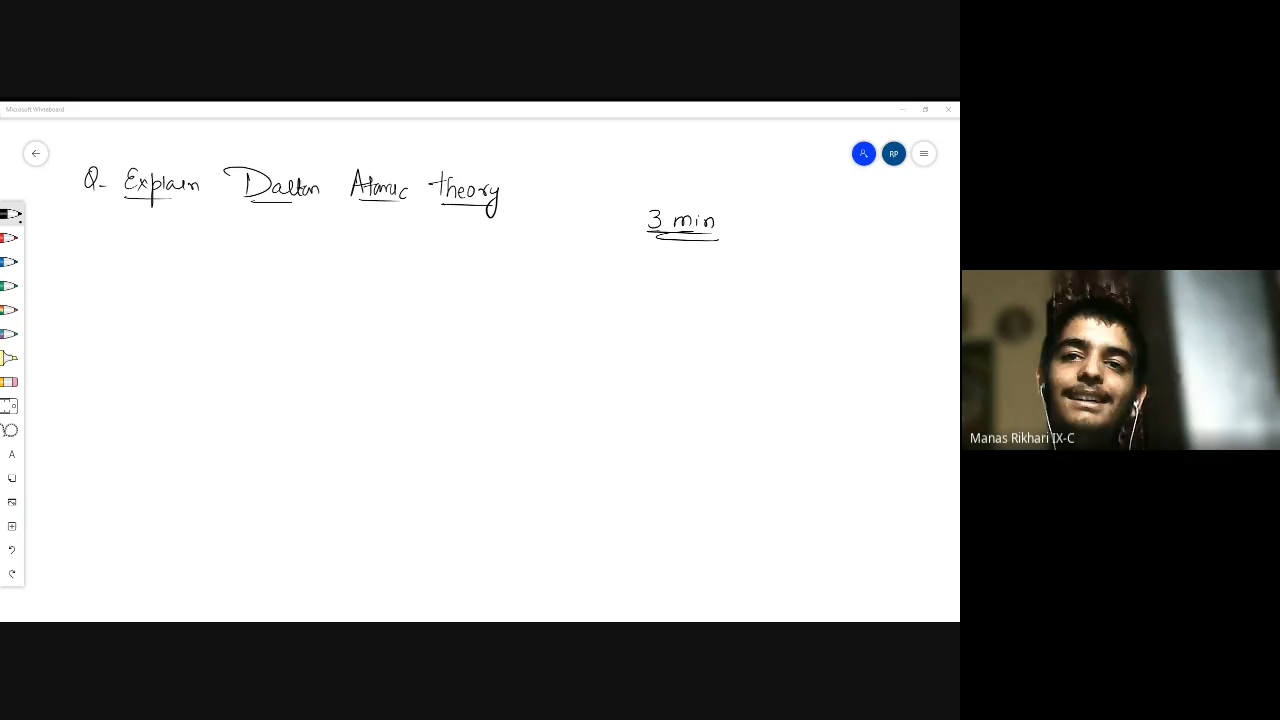 Microsoft Whiteboard
RP
Q- Explain Dalton Atomic theory
3 min
A
Manas Rikhari IX-C